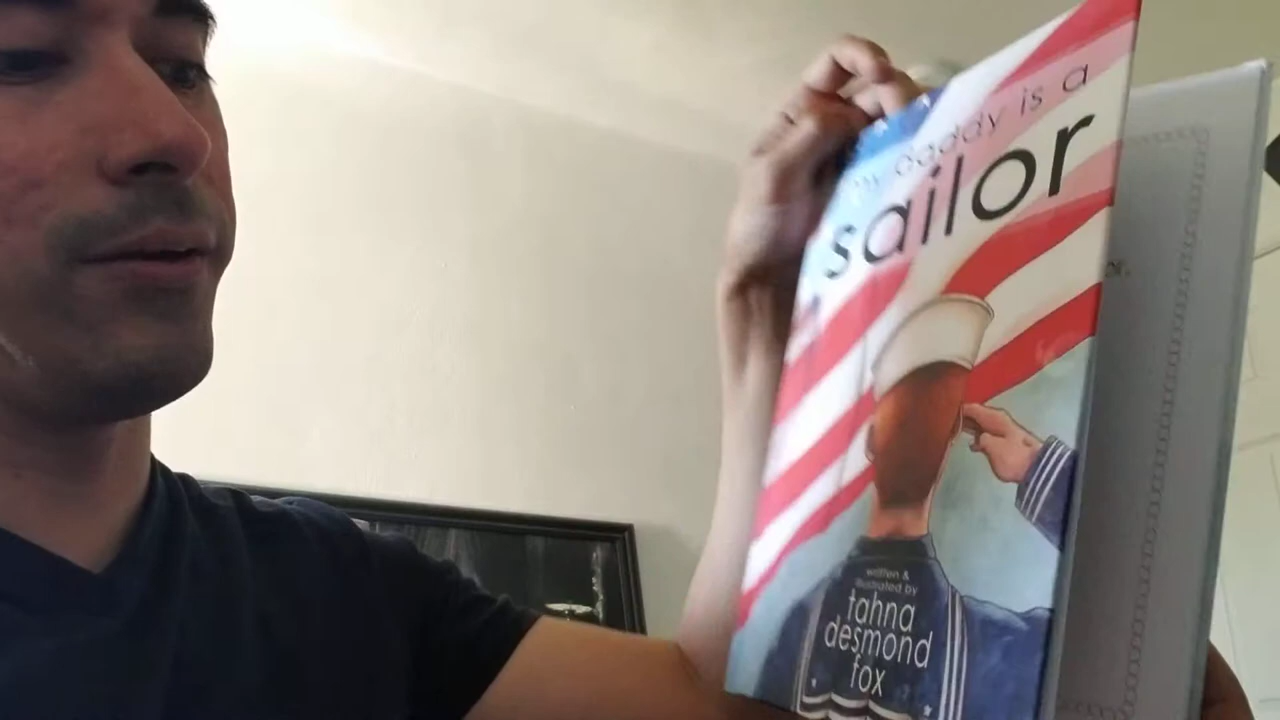 my daddy is a
sailor
written &
illustrated by
tahna
desmond
fox